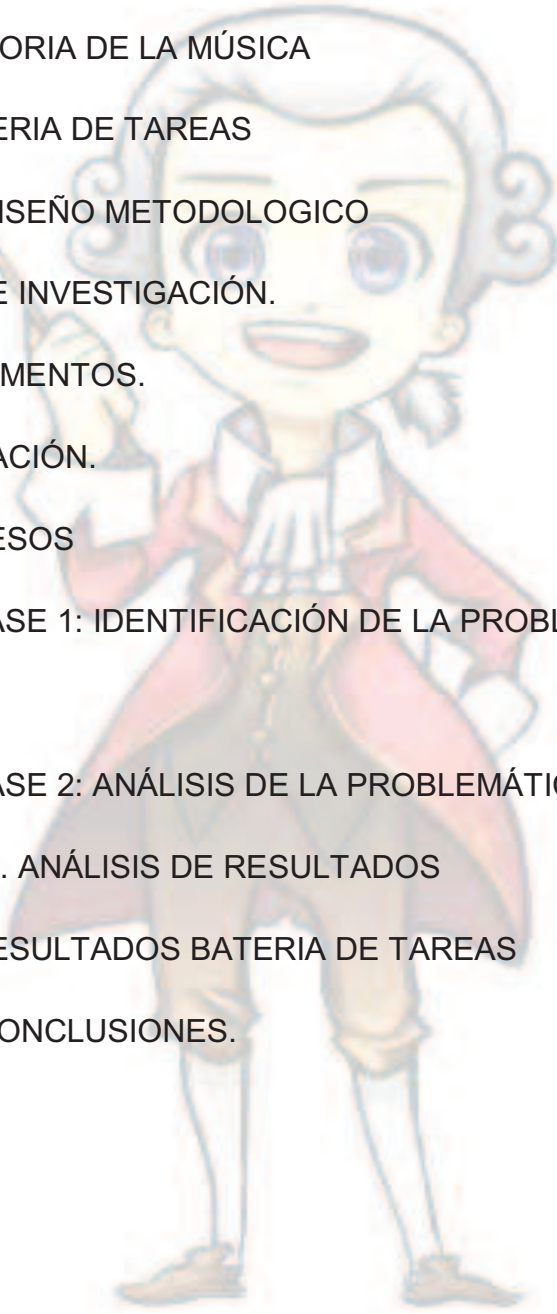 ORIA DE LA MÚSICA
ERIA DE TAREAS
ISEÑO METODOLOGICO
E INVESTIGACIÓN.
MENTOS.
ACIÓN.
ESOS
ASE 1: IDENTIFICACIÓN DE LA PROBL
ASE 2: ANÁLISIS DE LA PROBLEMÁTIC
. ANÁLISIS DE RESULTADOS
ESULTADOS BATERIA DE TAREAS
ONCLUSIONES.